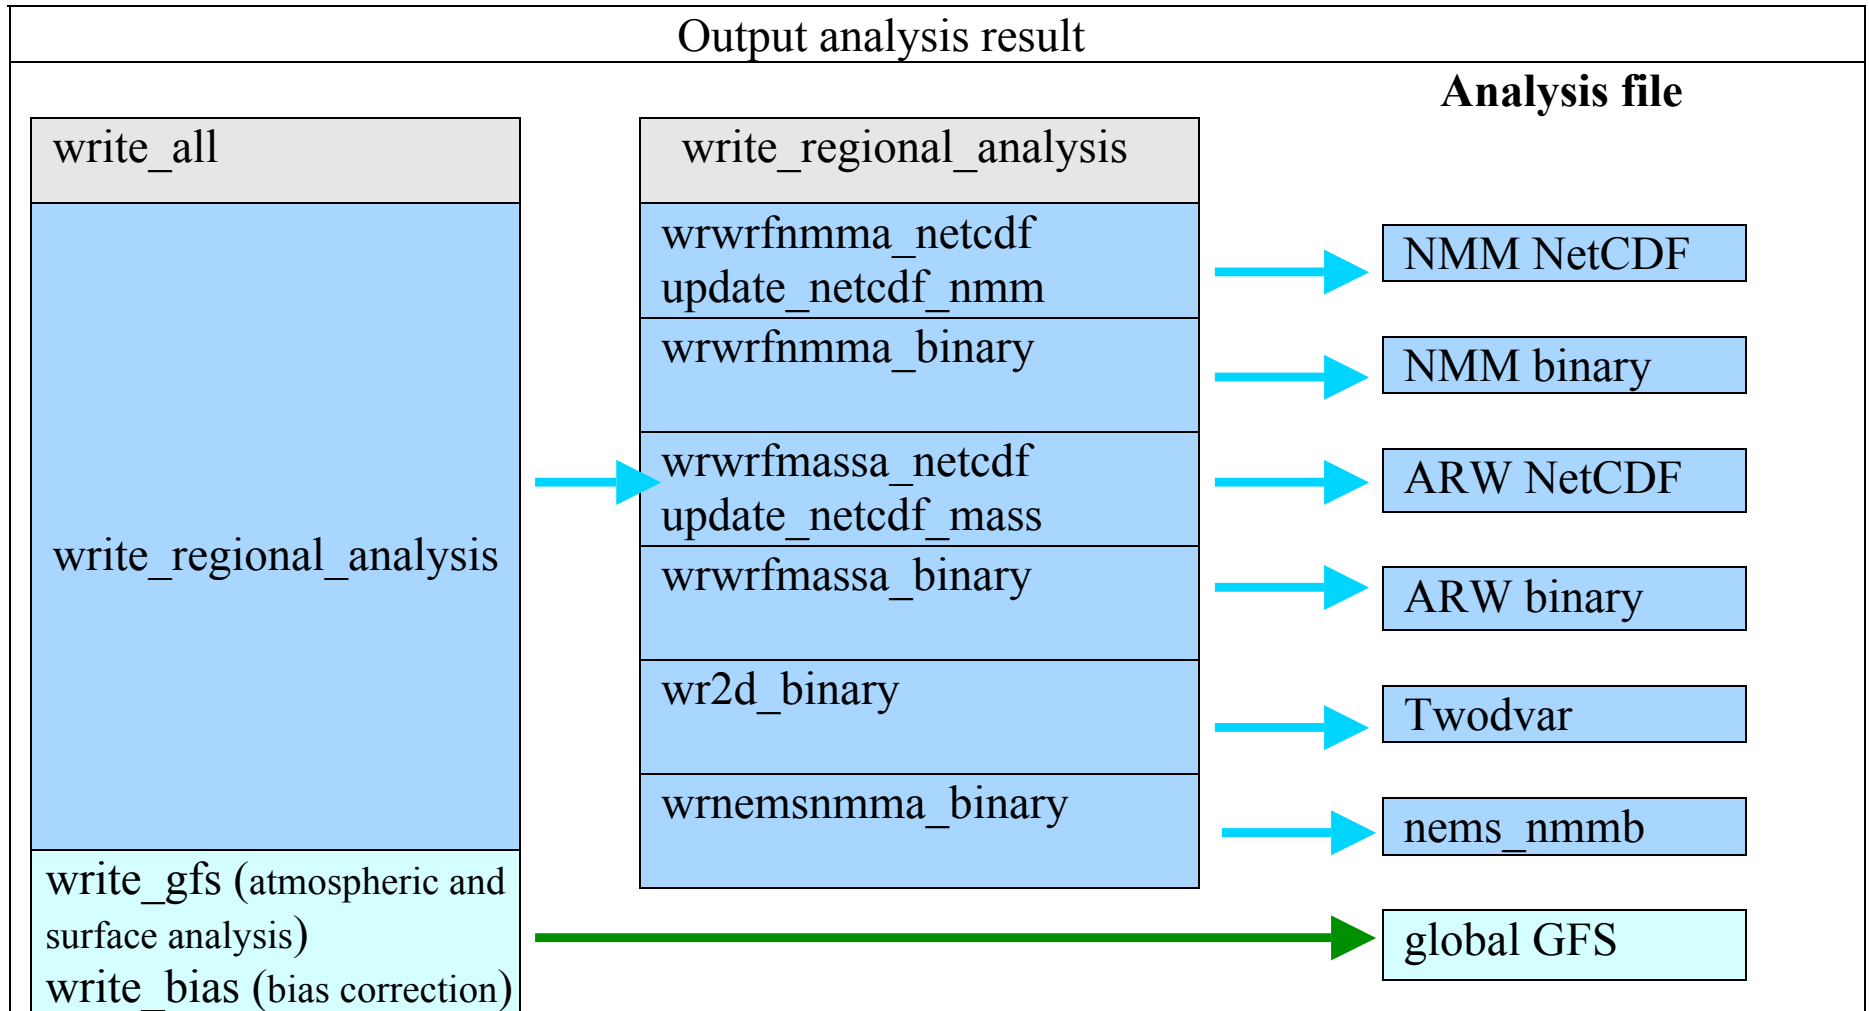 Output analysis result
Analysis file
write_all
write_regional_analysis
write_gfs (atmospheric and
surface analysis)
write_bias (bias correction)
write_regional_analysis
wrwrfnmma_netcdf
update_netcdf_nmm
wrwrfnmma_binary
wrwrfmassa_netcdf
update_netcdf_mass
wrwrfmassa_binary
wr2d_binary
wrnemsnmma_binary
NMM NetCDF
NMM binary
ARW NetCDF
ARW binary
Twodvar
nems_nmmb
global GFS